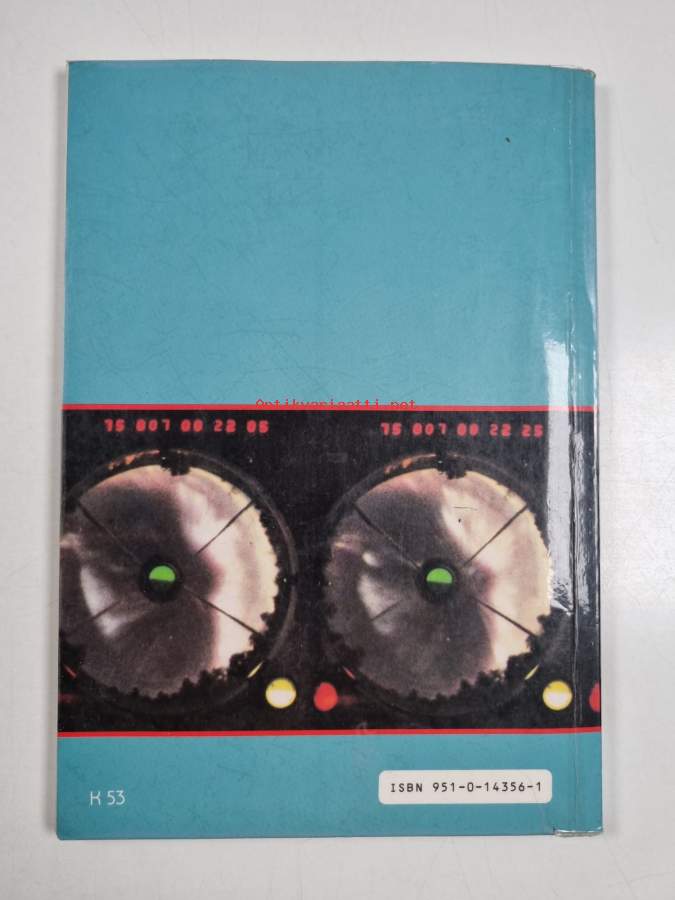 Antikvariaatti.net
75 007 00 22 05
75 007 00 22 25
ISBN 951-0-14356-1
K 53